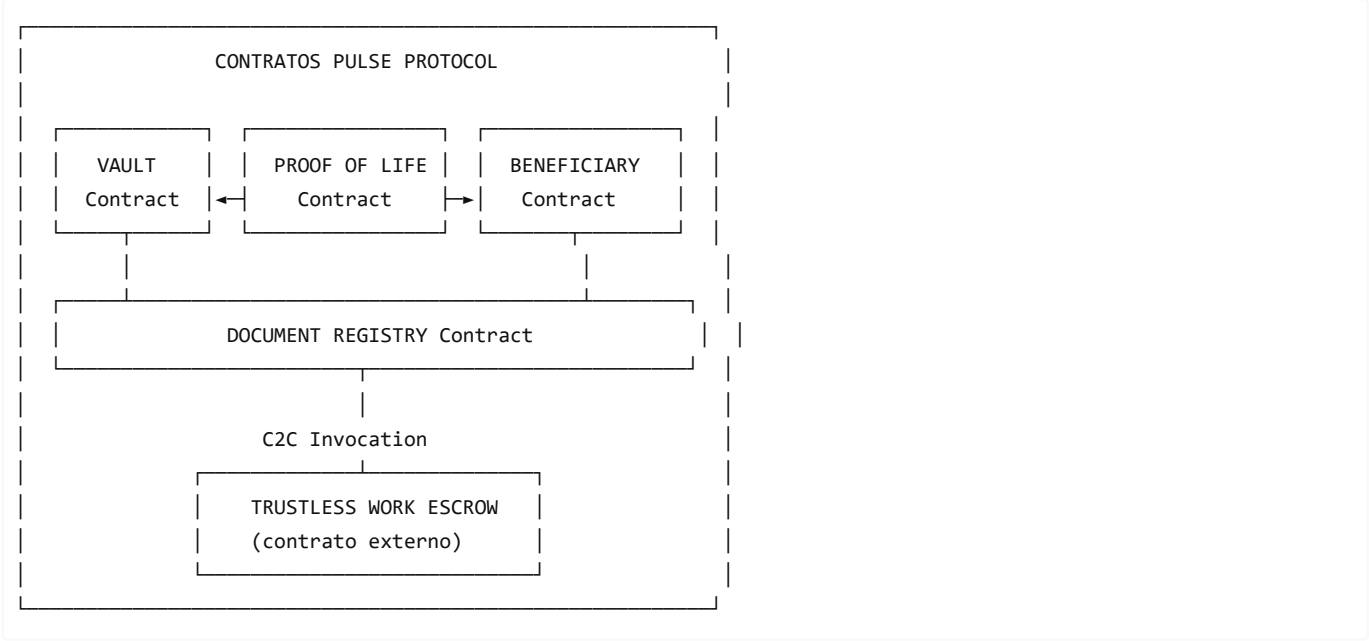 CONTRATOS PULSE PROTOCOL
VAULT PROOF OF LIFE BENEFICIARY
Contract Contract Contract
DOCUMENT REGISTRY Contract
C2C Invocation
TRUSTLESS WORK ESCROW
(contrato externo)